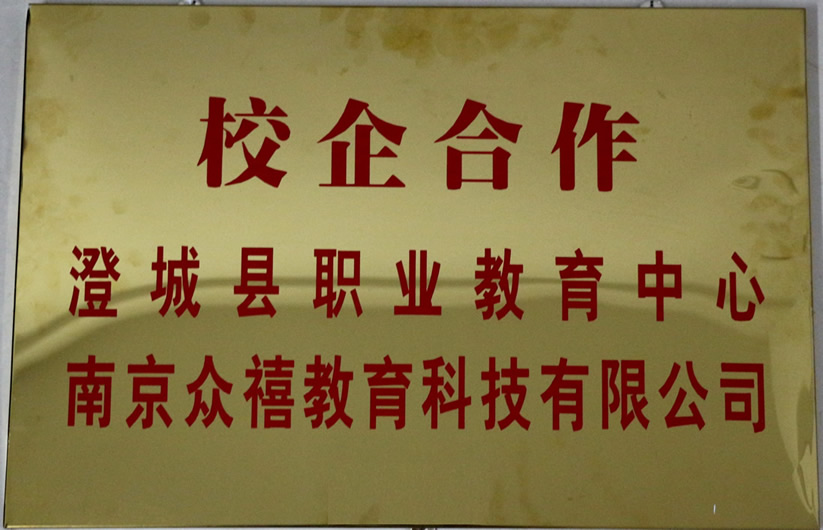 校企合作
澄城县职业教育中心
南京众禧教育科技有限公司